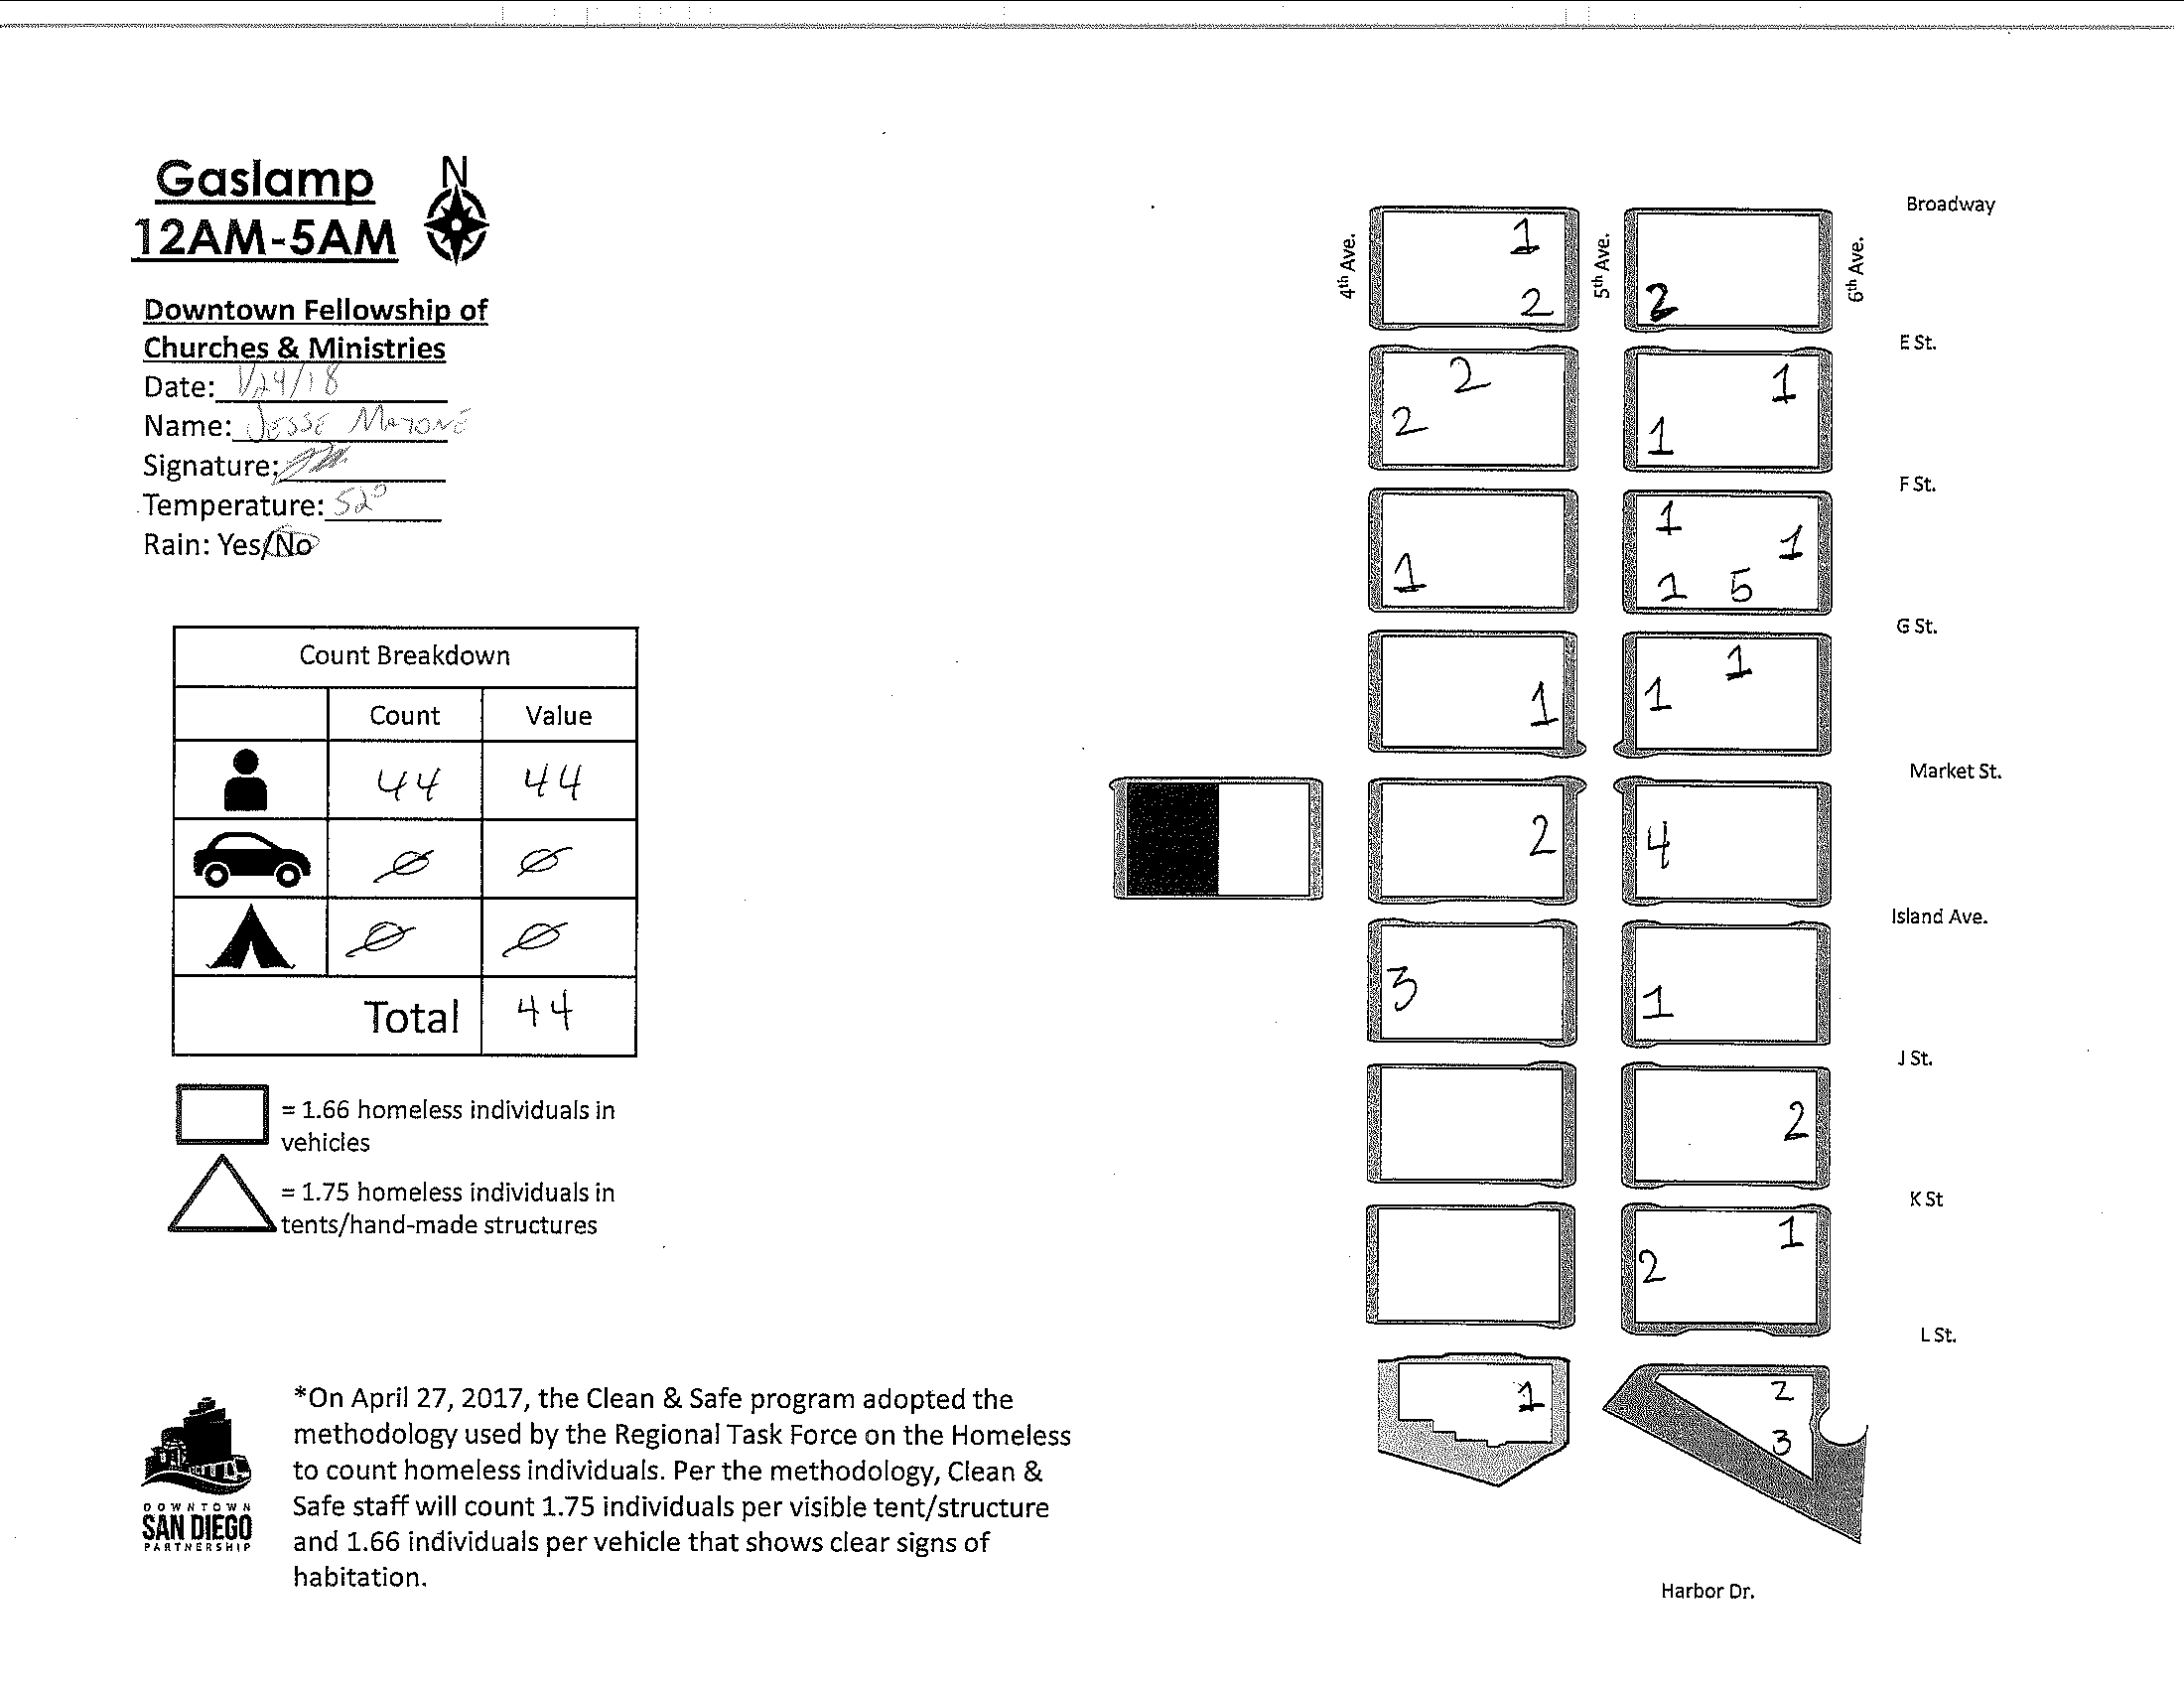 Gaslamp
12AM-5AM
N
Downtown Fellowship of
Churches & Ministries
Date: 1/24/18
Name: JESSE
Signature:
Temperature: 52°
Rain: Yes/No
Count Breakdown
Count Value
44 44
Ø Ø
Ø Ø
Total 44
= 1.66 homeless individuals in
vehicles
= 1.75 homeless individuals in
tents/hand-made structures
*On April 27, 2017, the Clean & Safe program adopted the
methodology used by the Regional Task Force on the Homeless
to count homeless individuals. Per the methodology, Clean &
Safe staff will count 1.75 individuals per visible tent/structure
and 1.66 individuals per vehicle that shows clear signs of
habitation.
DOWNTOWN
SAN DIEGO
PARTNERSHIP
Broadway
4th Ave.
5th Ave.
6th Ave.
1
2 2
E St.
2 1
2 1
F St.
1 1
1 1 5
G St.
1
1 1
Market St.
2 4
Island Ave.
3 1
J St.
2
K St
1
2
L St.
1 2
3
Harbor Dr.